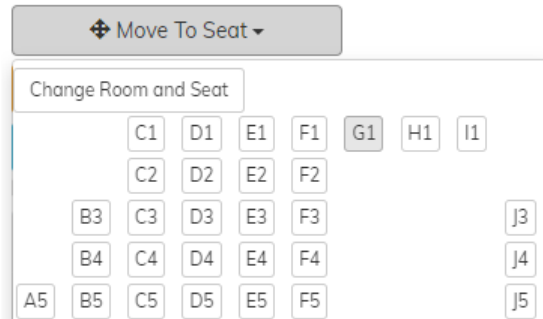 Move To Seat
Change Room and Seat
C1 D1 E1 F1 G1 H1 I1
C2 D2 E2 F2
B3 C3 D3 E3 F3 J3
B4 C4 D4 E4 F4 J4
A5 B5 C5 D5 E5 F5 J5